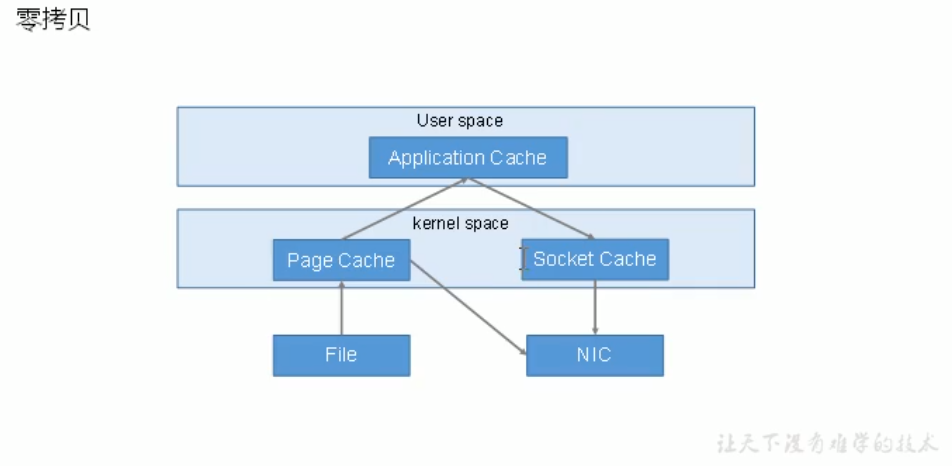 零拷贝
User space
Application Cache
kernel space
Page Cache
Socket Cache
File
NIC
让天下没有难学的技术